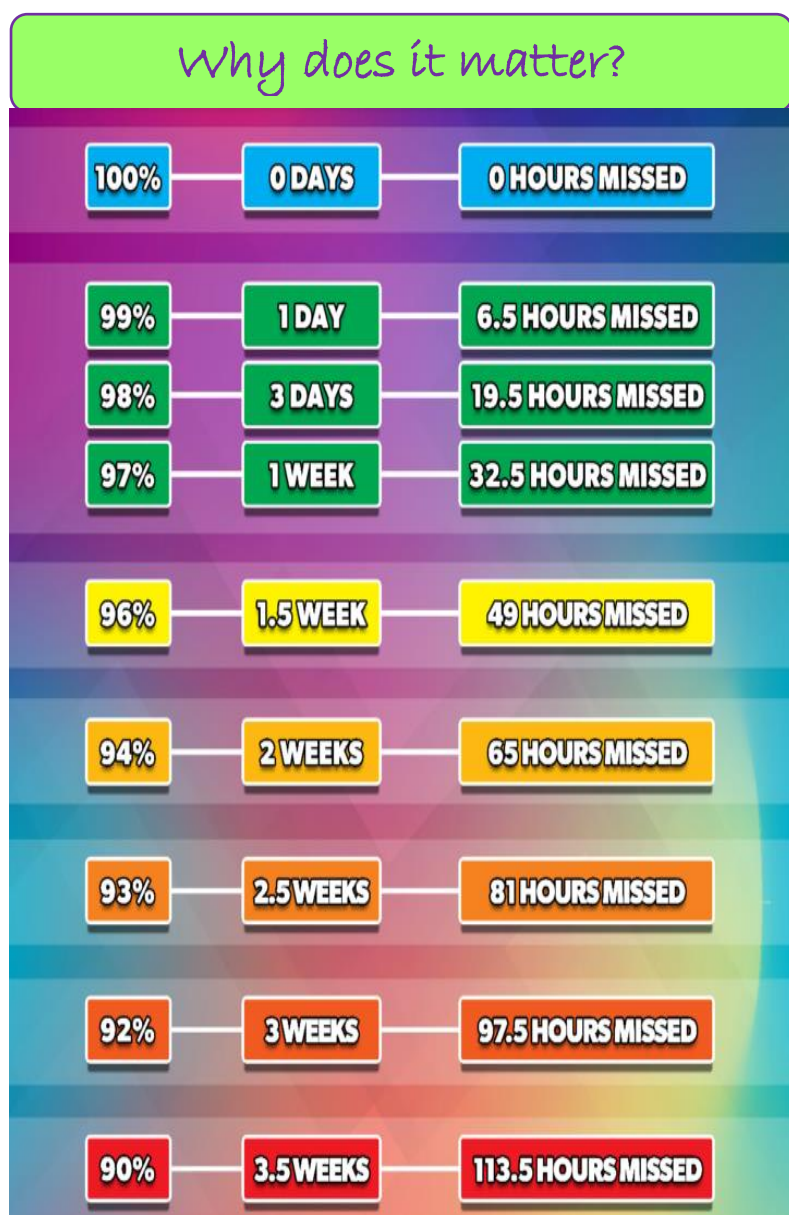 Why does it matter?
100% 0 DAYS 0 HOURS MISSED
99% 1 DAY 6.5 HOURS MISSED
98% 3 DAYS 19.5 HOURS MISSED
97% 1 WEEK 32.5 HOURS MISSED
96% 1.5 WEEK 49 HOURS MISSED
94% 2 WEEKS 65 HOURS MISSED
93% 2.5 WEEKS 81 HOURS MISSED
92% 3 WEEKS 97.5 HOURS MISSED
90% 3.5 WEEKS 113.5 HOURS MISSED